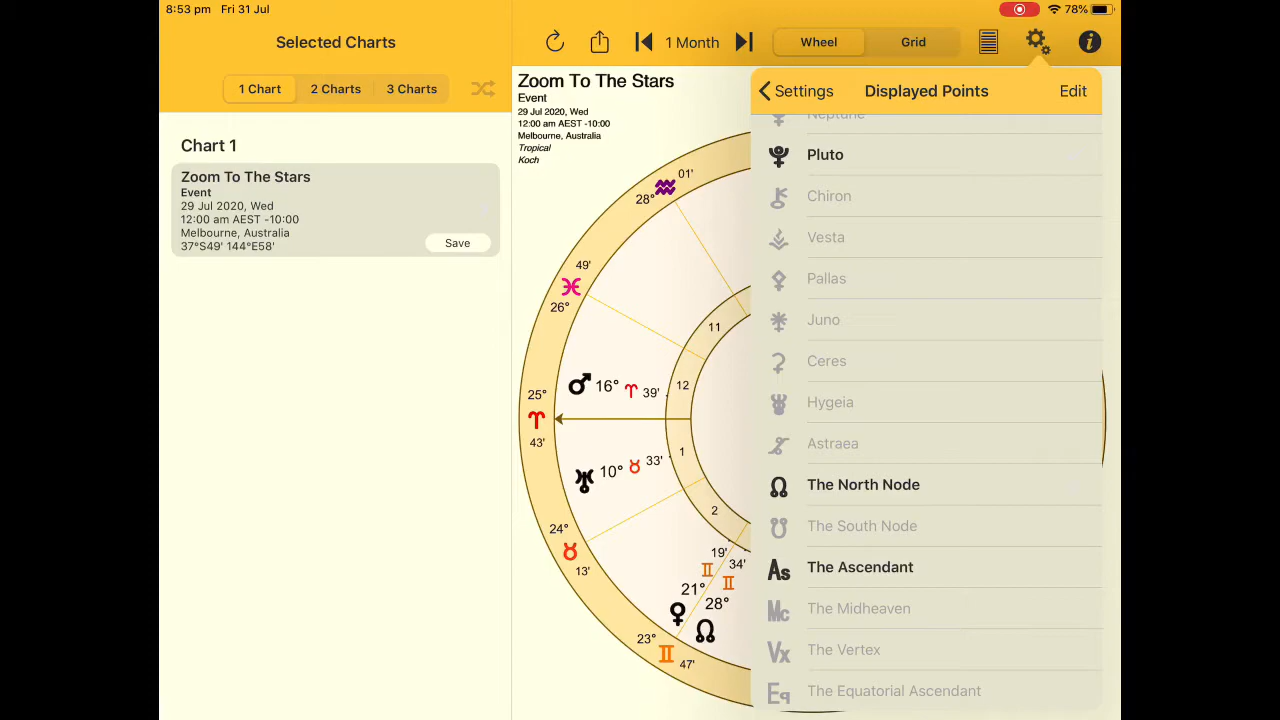 8:53 pm Fri 31 Jul
78%
Selected Charts
1 Month
Wheel
Grid
1 Chart
2 Charts
3 Charts
Chart 1
Zoom To The Stars
Event
29 Jul 2020, Wed
12:00 am AEST -10:00
Melbourne, Australia
37°S49' 144°E58'
Save
Zoom To The Stars
Event
29 Jul 2020, Wed
12:00 am AEST -10:00
Melbourne, Australia
Tropical
Koch
01'
28°
49'
26°
11
16° 39'
12
25°
43'
10° 33'
1
2
24°
13'
19'
34'
21°
28°
23°
47'
Settings
Displayed Points
Edit
Neptune
Pluto
Chiron
Vesta
Pallas
Juno
Ceres
Hygeia
Astraea
The North Node
The South Node
As The Ascendant
Mc The Midheaven
Vx The Vertex
Eq The Equatorial Ascendant